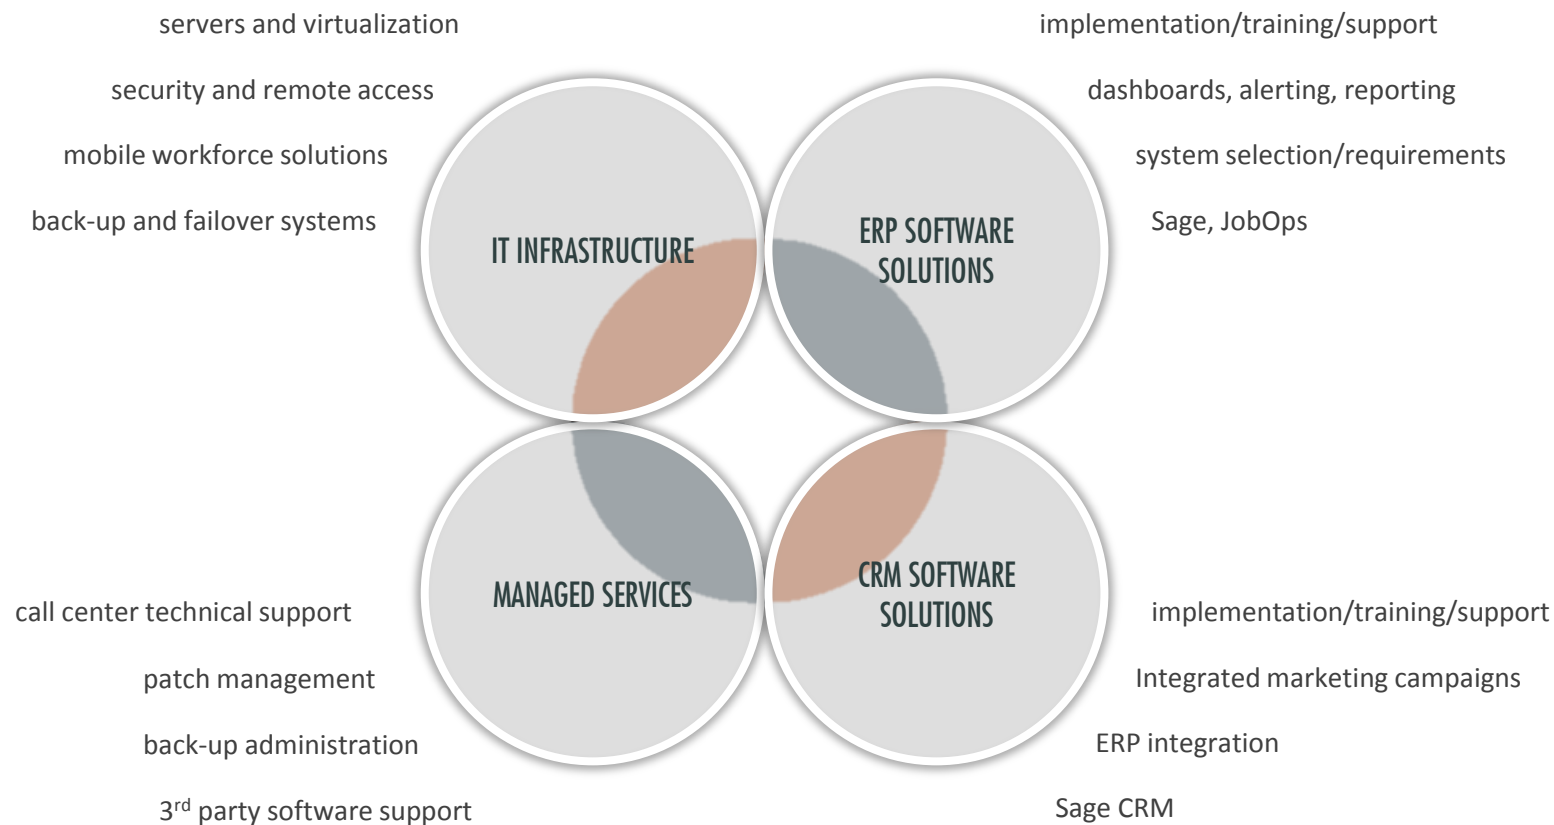 servers and virtualization
security and remote access
mobile workforce solutions
back-up and failover systems
IT INFRASTRUCTURE
implementation/training/support
dashboards, alerting, reporting
system selection/requirements
Sage, JobOps
ERP SOFTWARE
SOLUTIONS
MANAGED SERVICES
call center technical support
patch management
back-up administration
3rd party software support
CRM SOFTWARE
SOLUTIONS
implementation/training/support
Integrated marketing campaigns
ERP integration
Sage CRM